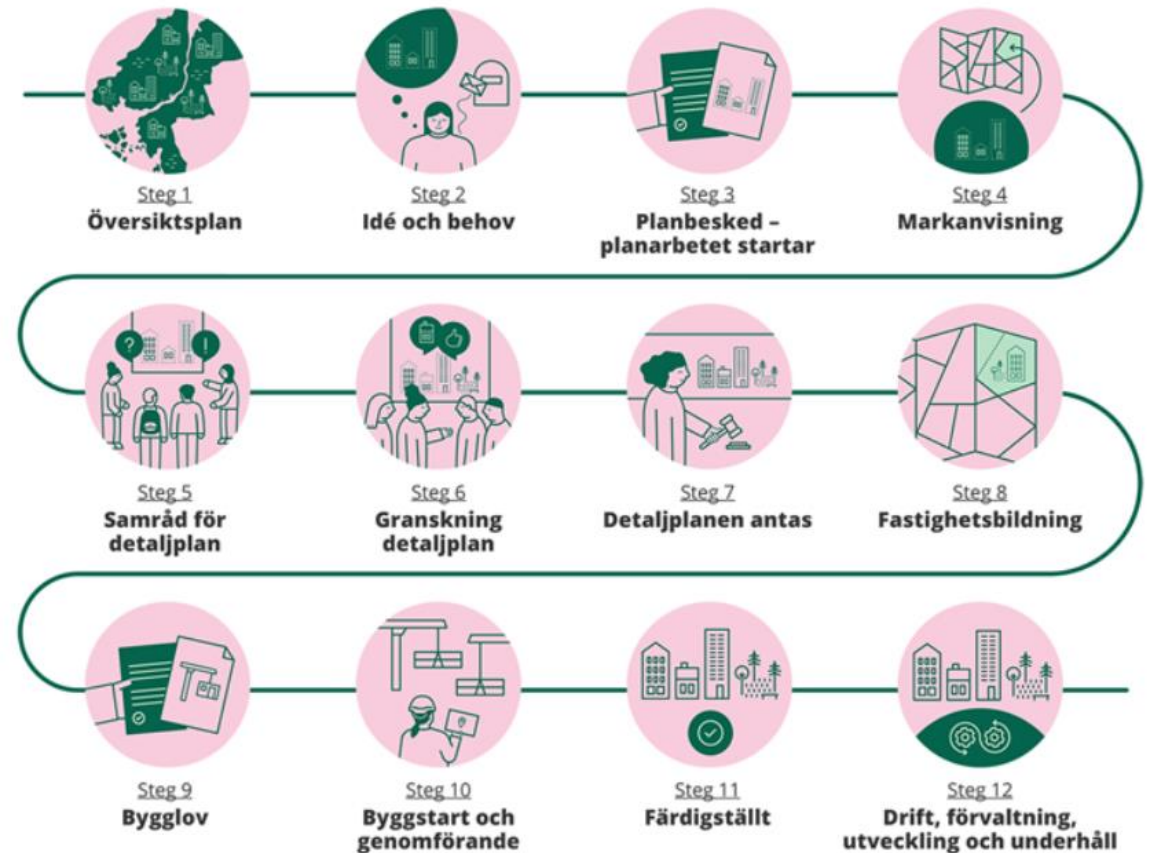 Steg 1
Översiktsplan
Steg 2
Idé och behov
Steg 3
Planbesked –
planarbetet startar
Steg 4
Markanvisning
?
!
Steg 5
Samråd för
detaljplan
Steg 6
Granskning
detaljplan
Steg 7
Detaljplanen antas
Steg 8
Fastighetsbildning
Steg 9
Bygglov
Steg 10
Byggstart och
genomförande
Steg 11
Färdigställt
Steg 12
Drift, förvaltning,
utveckling och underhåll